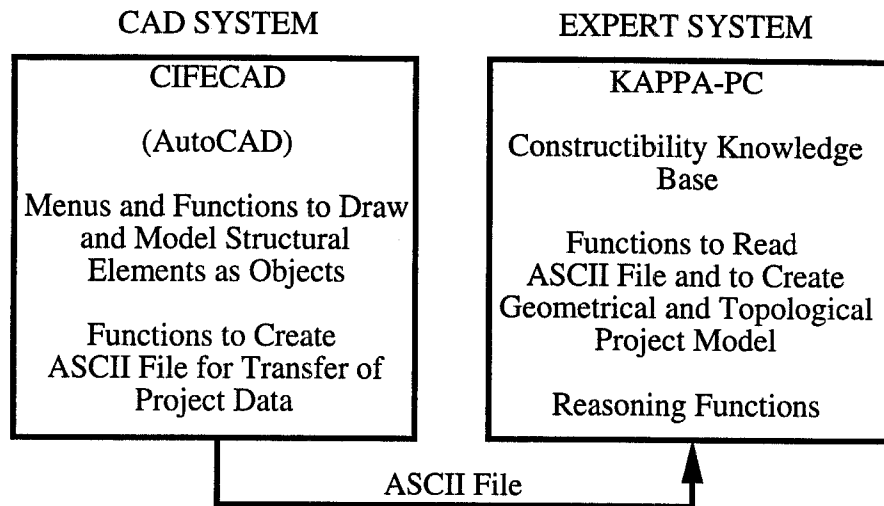 CAD SYSTEM
CIFECAD
(AutoCAD)
Menus and Functions to Draw
and Model Structural
Elements as Objects
Functions to Create
ASCII File for Transfer of
Project Data
EXPERT SYSTEM
KAPPA-PC
Constructibility Knowledge
Base
Functions to Read
ASCII File and to Create
Geometrical and Topological
Project Model
Reasoning Functions
ASCII File